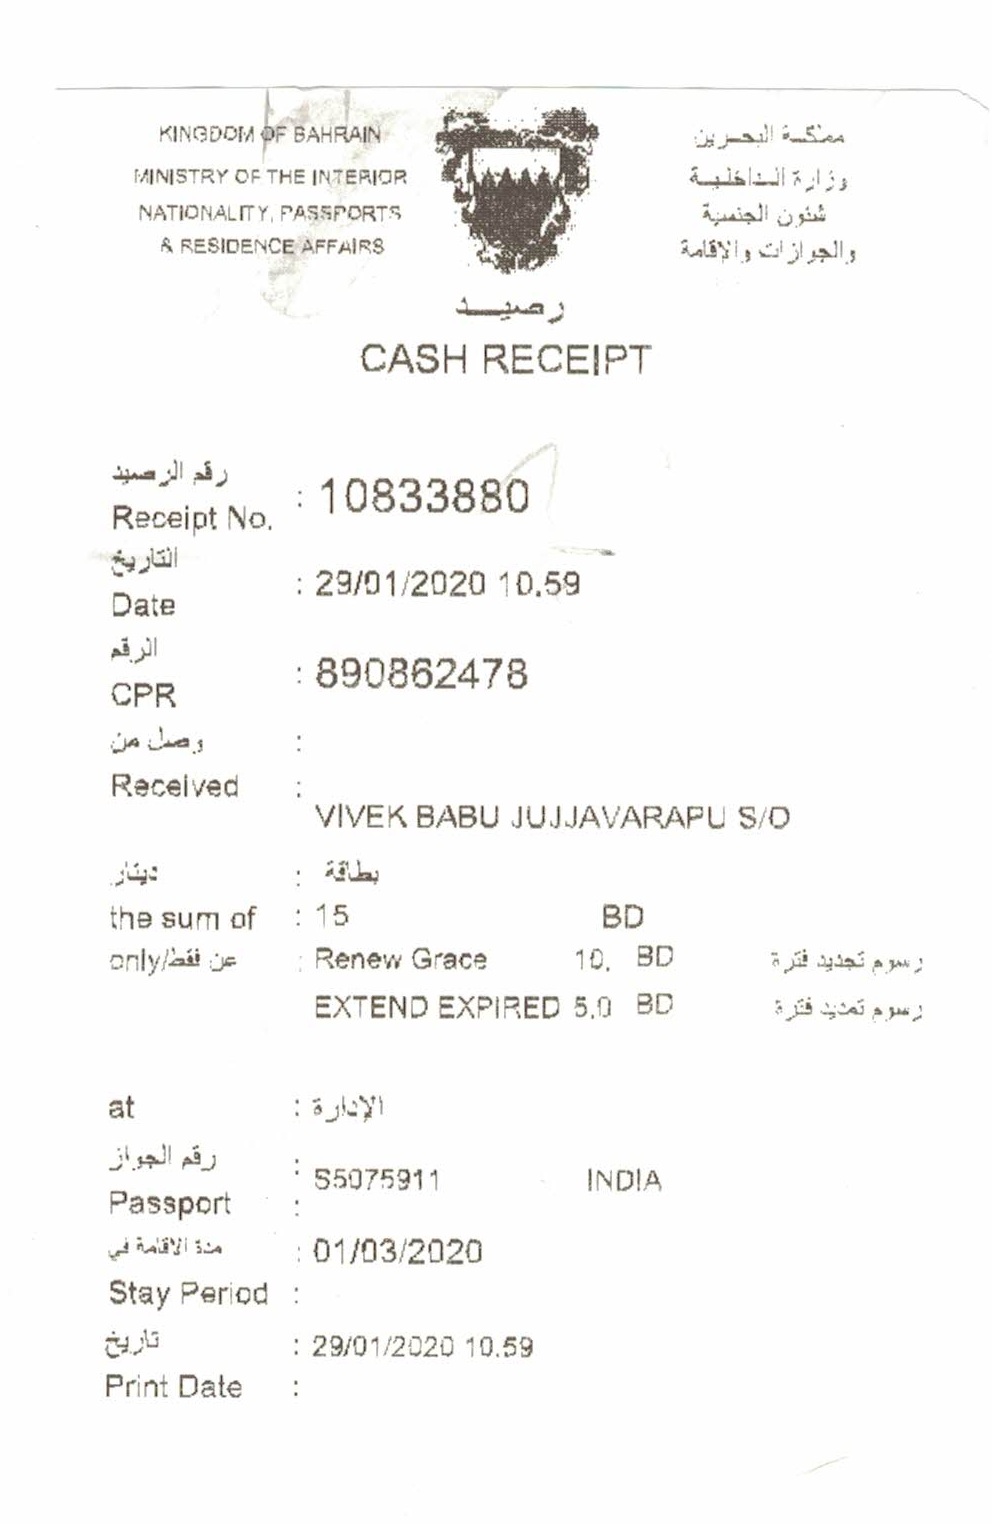 KINGDOM OF BAHRAIN
MINISTRY OF THE INTERIOR
NATIONALITY, PASSPORTS
& RESIDENCE AFFAIRS
مملكة البحرين
وزارة الداخلية
شئون الجنسية
والجوازات والإقامة
رصيد
CASH RECEIPT
رقم الرصيد
Receipt No. : 10833880
التاريخ
Date : 29/01/2020 10.59
الرقم
CPR : 890862478
وصل من :
Received :
VIVEK BABU JUJJAVARAPU S/O
دينار : بطاقة
the sum of : 15 BD
only/عن فقط : Renew Grace 10. BD رسوم تجديد فترة
EXTEND EXPIRED 5.0 BD رسوم تمديد فترة
at : الإدارة
رقم الجواز :
Passport : S5075911 INDIA
مدة الاقامة في : 01/03/2020
Stay Period :
تاريخ : 29/01/2020 10.59
Print Date :